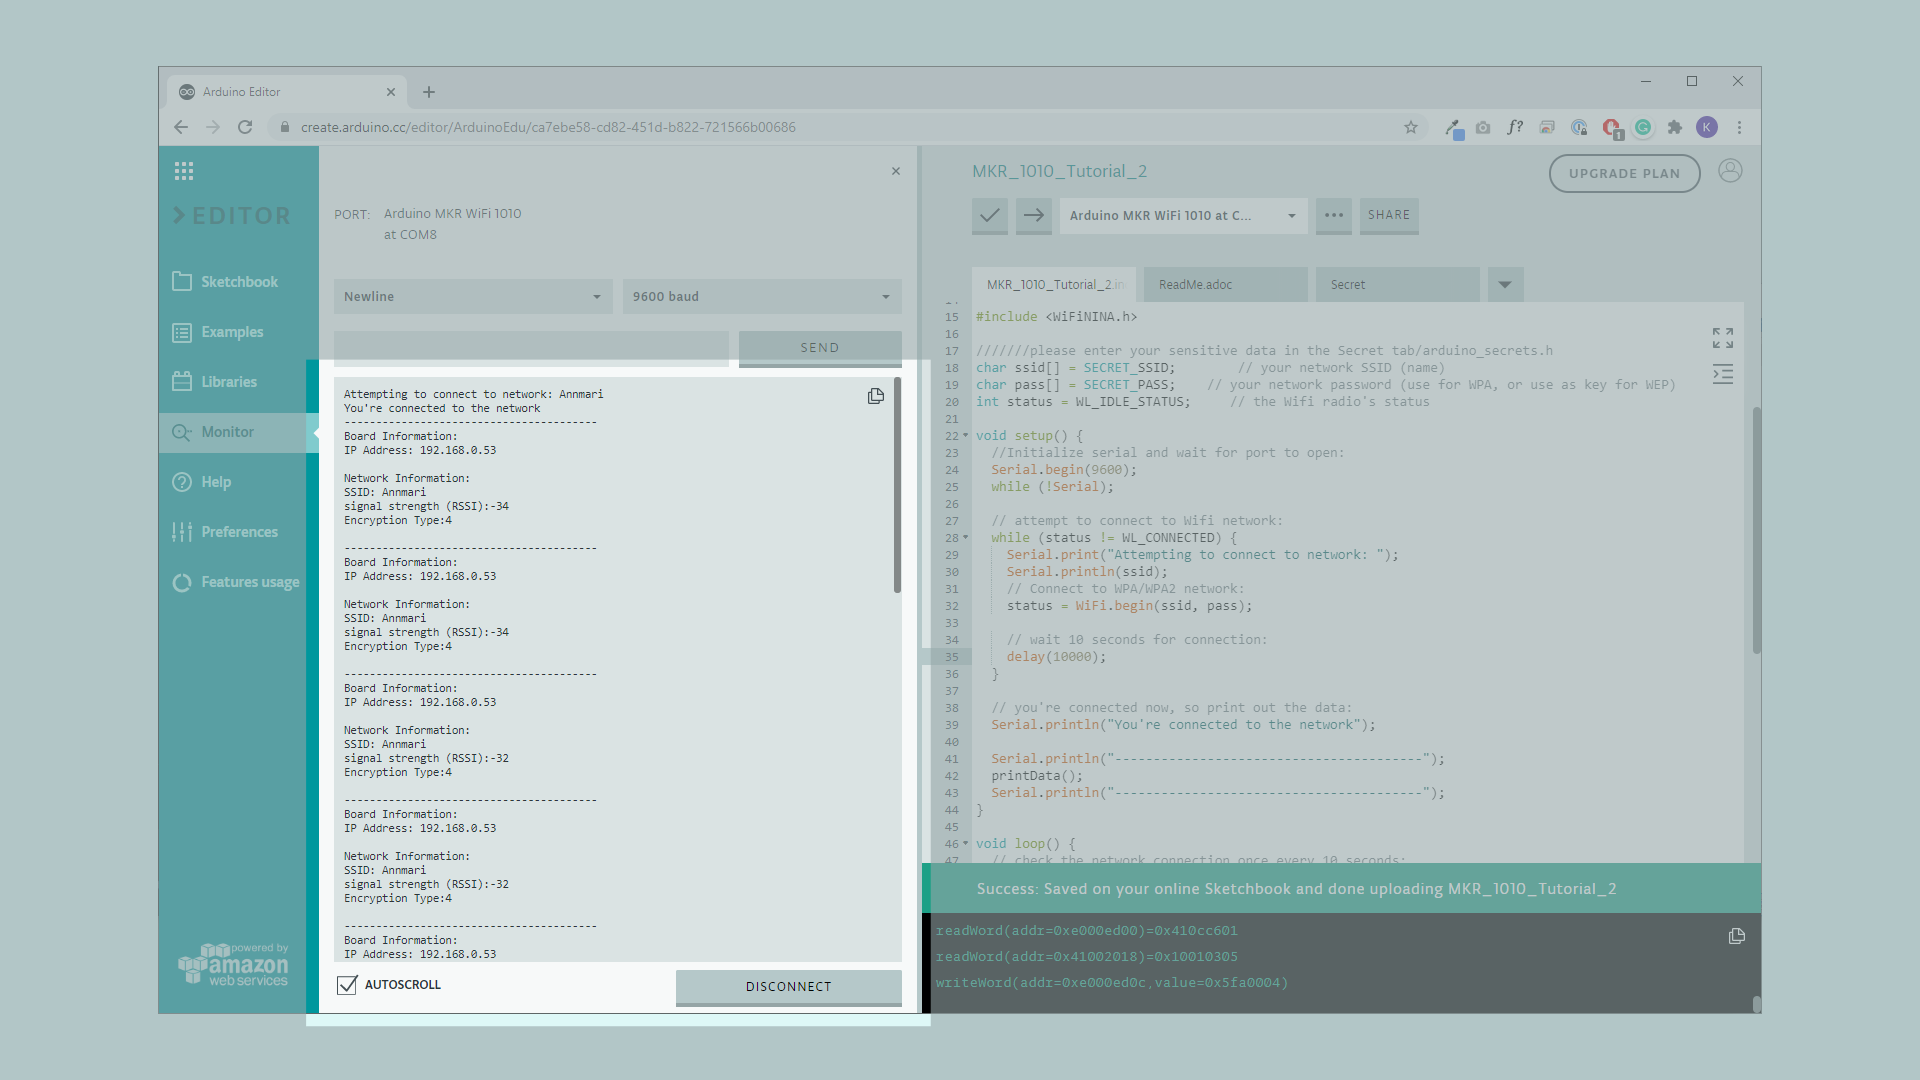 Arduino Editor
create.arduino.cc/editor/ArduinoEdu/ca7ebe58-cd82-451d-b822-721566b00686
f?
1
K
EDITOR
Sketchbook
Examples
Libraries
Monitor
Help
Preferences
Features usage
powered by
amazon
web services
PORT: Arduino MKR WiFi 1010
at COM8
Newline
9600 baud
SEND
Attempting to connect to network: Annmari
You're connected to the network
----------------------------------------
Board Information:
IP Address: 192.168.0.53
Network Information:
SSID: Annmari
signal strength (RSSI):-34
Encryption Type:4
----------------------------------------
Board Information:
IP Address: 192.168.0.53
Network Information:
SSID: Annmari
signal strength (RSSI):-34
Encryption Type:4
----------------------------------------
Board Information:
IP Address: 192.168.0.53
Network Information:
SSID: Annmari
signal strength (RSSI):-32
Encryption Type:4
----------------------------------------
Board Information:
IP Address: 192.168.0.53
Network Information:
SSID: Annmari
signal strength (RSSI):-32
Encryption Type:4
----------------------------------------
Board Information:
IP Address: 192.168.0.53
AUTOSCROLL
DISCONNECT
MKR_1010_Tutorial_2
UPGRADE PLAN
Arduino MKR WiFi 1010 at C...
SHARE
MKR_1010_Tutorial_2.in
ReadMe.adoc
Secret
15 #include <WiFiNINA.h>
16
17 ///////please enter your sensitive data in the Secret tab/arduino_secrets.h
18 char ssid[] = SECRET_SSID; // your network SSID (name)
19 char pass[] = SECRET_PASS; // your network password (use for WPA, or use as key for WEP)
20 int status = WL_IDLE_STATUS; // the Wifi radio's status
21
22 void setup() {
23 //Initialize serial and wait for port to open:
24 Serial.begin(9600);
25 while (!Serial);
26
27 // attempt to connect to Wifi network:
28 while (status != WL_CONNECTED) {
29 Serial.print("Attempting to connect to network: ");
30 Serial.println(ssid);
31 // Connect to WPA/WPA2 network:
32 status = WiFi.begin(ssid, pass);
33
34 // wait 10 seconds for connection:
35 delay(10000);
36 }
37
38 // you're connected now, so print out the data:
39 Serial.println("You're connected to the network");
40
41 Serial.println("----------------------------------------");
42 printData();
43 Serial.println("----------------------------------------");
44 }
45
46 void loop() {
47 // check the network connection once every 10 seconds:
Success: Saved on your online Sketchbook and done uploading MKR_1010_Tutorial_2
readWord(addr=0xe000ed00)=0x410cc601
readWord(addr=0x41002018)=0x10010305
writeWord(addr=0xe000ed0c,value=0x5fa0004)